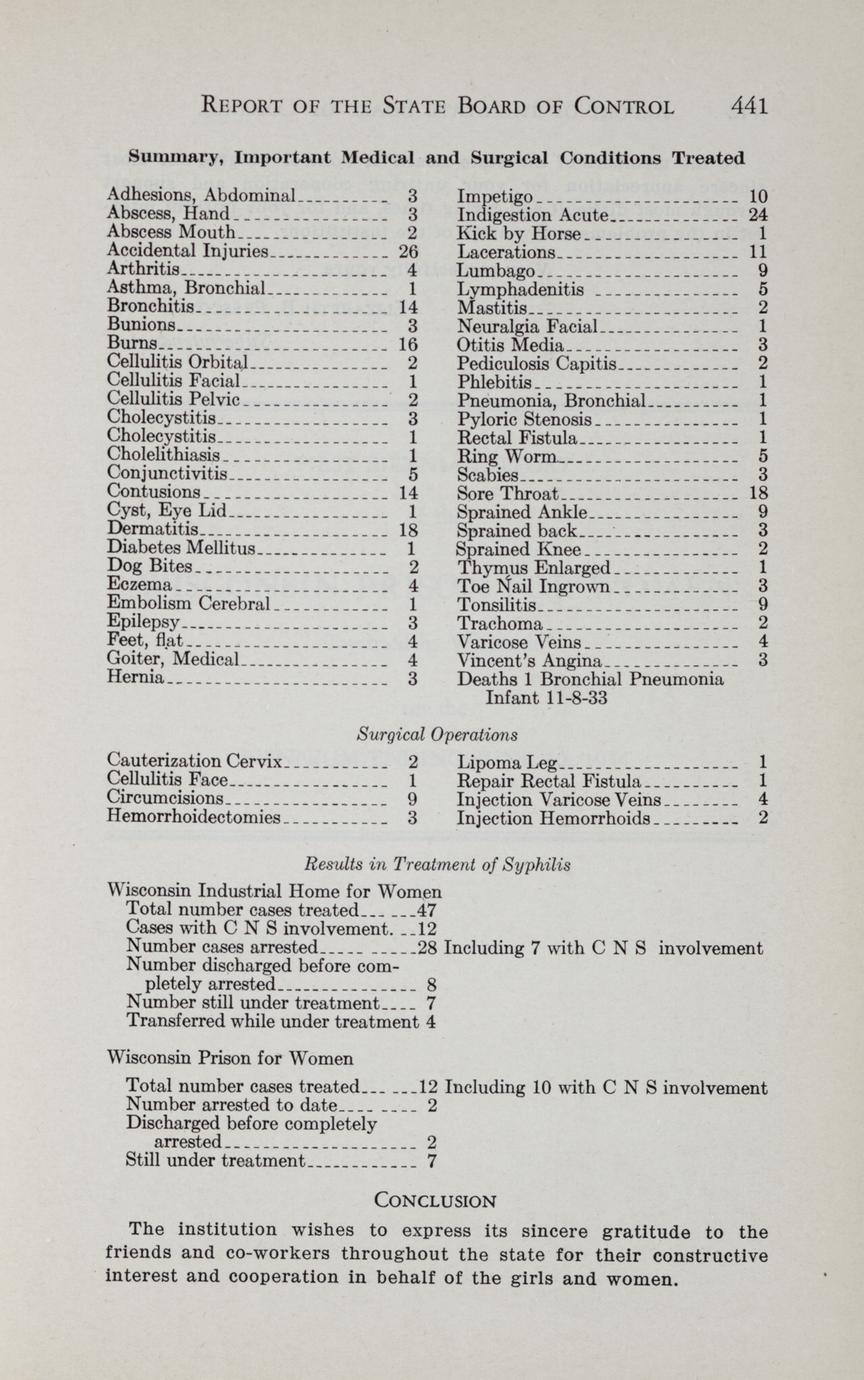 REPORT OF THE STATE BOARD OF CONTROL 441
Summary, Important Medical and Surgical Conditions Treated
Adhesions, Abdominal 3
Abscess, Hand 3
Abscess Mouth 2
Accidental Injuries 26
Arthritis 4
Asthma, Bronchial 1
Bronchitis 14
Bunions 3
Burns 16
Cellulitis Orbital 2
Cellulitis Facial 1
Cellulitis Pelvic 2
Cholecystitis 3
Cholecystitis 1
Cholelithiasis 1
Conjunctivitis 5
Contusions 14
Cyst, Eye Lid 1
Dermatitis 18
Diabetes Mellitus 1
Dog Bites 2
Eczema 4
Embolism Cerebral 1
Epilepsy 3
Feet, flat 4
Goiter, Medical 4
Hernia 3
Impetigo 10
Indigestion Acute 24
Kick by Horse 1
Lacerations 11
Lumbago 9
Lymphadenitis 5
Mastitis 2
Neuralgia Facial 1
Otitis Media 3
Pediculosis Capitis 2
Phlebitis 1
Pneumonia, Bronchial 1
Pyloric Stenosis 1
Rectal Fistula 1
Ring Worm 5
Scabies 3
Sore Throat 18
Sprained Ankle 9
Sprained back 3
Sprained Knee 2
Thymus Enlarged 1
Toe Nail Ingrown 3
Tonsilitis 9
Trachoma 2
Varicose Veins 4
Vincent's Angina 3
Deaths 1 Bronchial Pneumonia
Infant 11-8-33
Surgical Operations
Cauterization Cervix 2
Cellulitis Face 1
Circumcisions 9
Hemorrhoidectomies 3
Lipoma Leg 1
Repair Rectal Fistula 1
Injection Varicose Veins 4
Injection Hemorrhoids 2
Results in Treatment of Syphilis
Wisconsin Industrial Home for Women
Total number cases treated 47
Cases with C N S involvement. 12
Number cases arrested 28 Including 7 with C N S involvement
Number discharged before com-
pletely arrested 8
Number still under treatment 7
Transferred while under treatment 4
Wisconsin Prison for Women
Total number cases treated 12 Including 10 with C N S involvement
Number arrested to date 2
Discharged before completely
arrested 2
Still under treatment 7
CONCLUSION
The institution wishes to express its sincere gratitude to the
friends and co-workers throughout the state for their constructive
interest and cooperation in behalf of the girls and women.